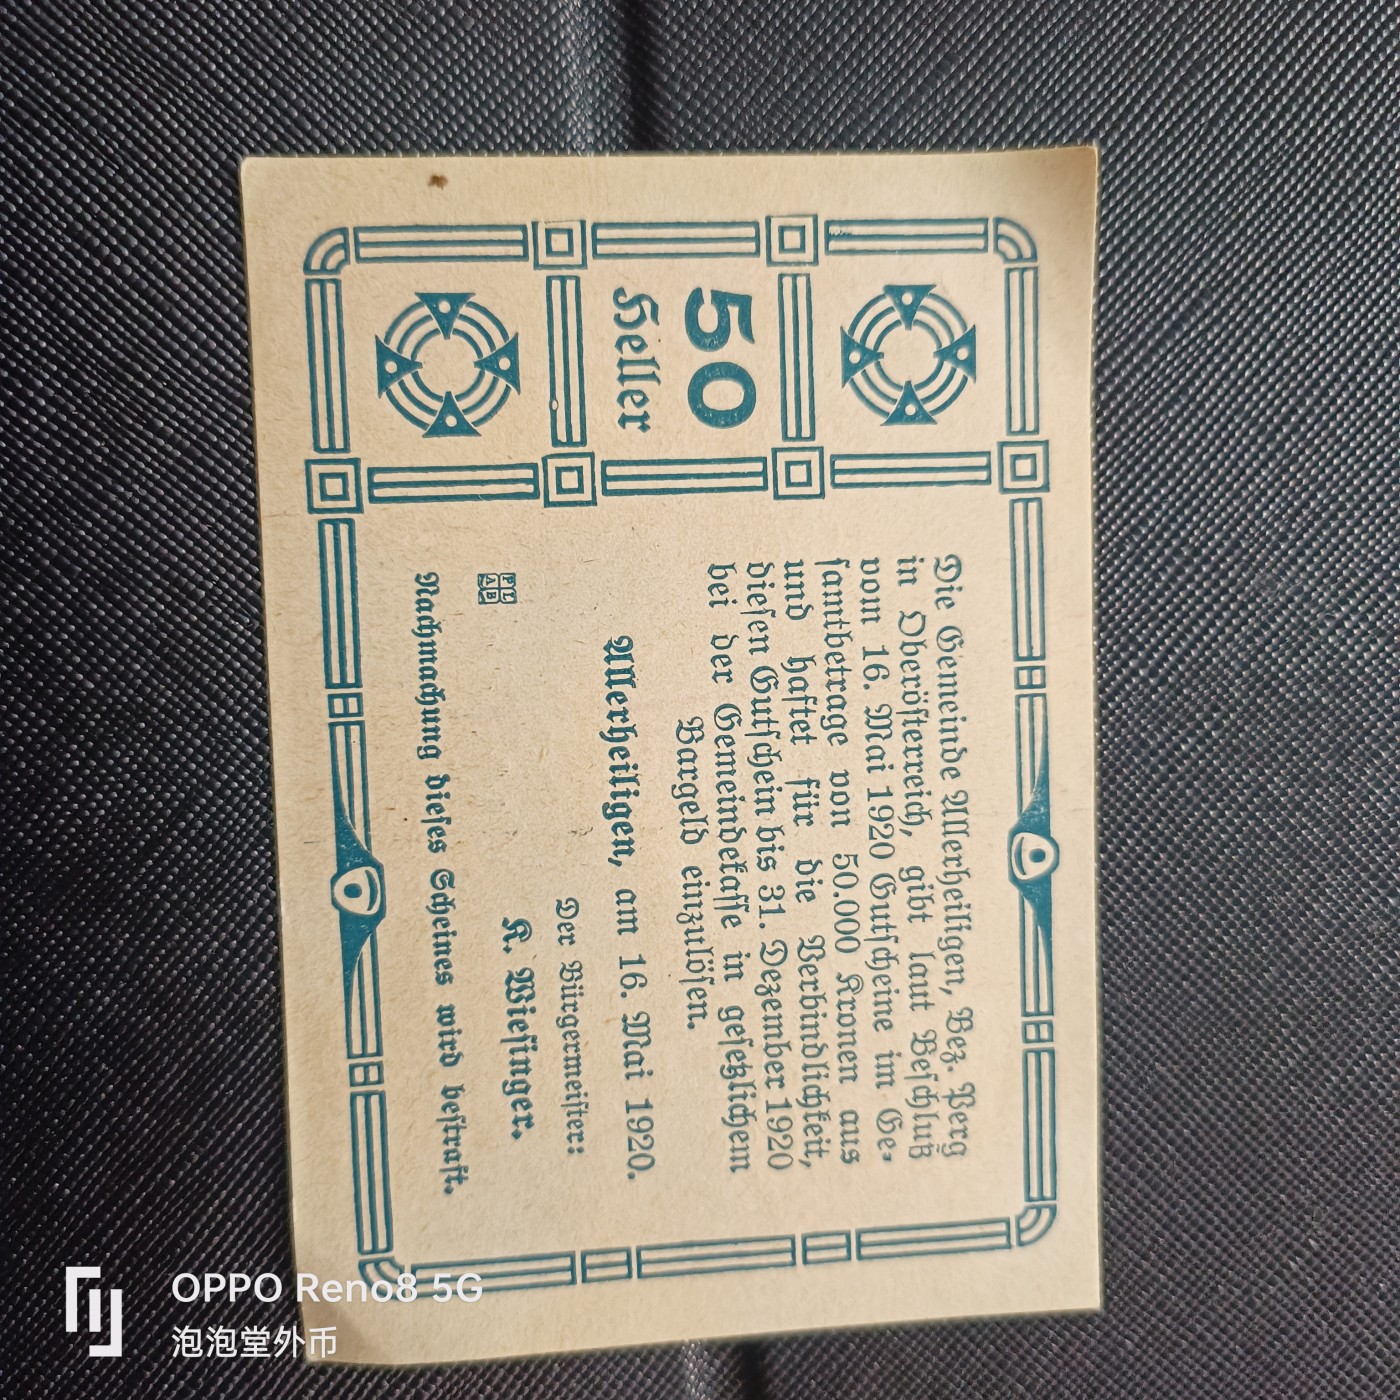 50
Heller
Die Gemeinde Allerheiligen, Bez. Perg
in Oberöſterreich, gibt laut Beſchluß
vom 16. Mai 1920 Gutſcheine im Ge-
ſamtbetrage von 50.000 Kronen aus
und haftet für die Verbindlichkeit,
dieſen Gutſchein bis 31. Dezember 1920
bei der Gemeindekaſſe in geſetzlichem
Bargeld einzulöſen.
Allerheiligen, am 16. Mai 1920.
Der Bürgermeiſter:
K. Wieſinger.
PL
AB
Nachmachung dieſes Scheines wird beſtraft.
OPPO Reno8 5G
泡泡堂外币